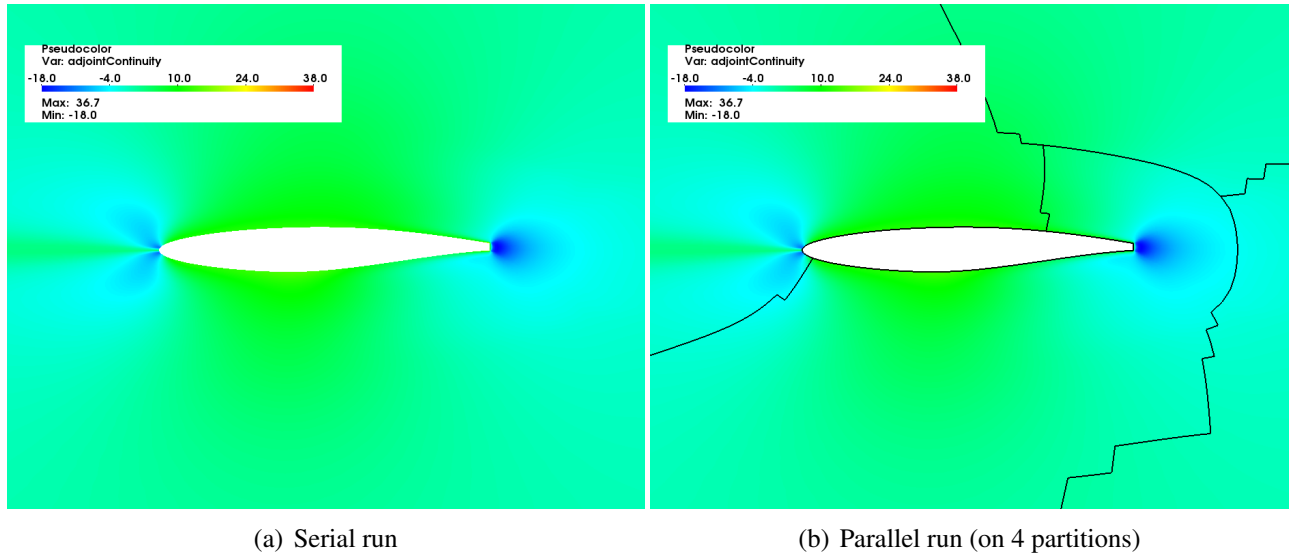 Pseudocolor
Var: adjointContinuity
-18.0 -4.0 10.0 24.0 38.0
Max: 36.7
Min: -18.0
Pseudocolor
Var: adjointContinuity
-18.0 -4.0 10.0 24.0 38.0
Max: 36.7
Min: -18.0
(a) Serial run
(b) Parallel run (on 4 partitions)